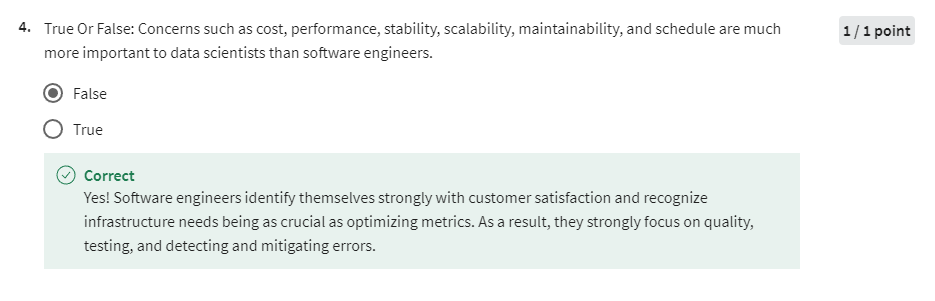 4. True Or False: Concerns such as cost, performance, stability, scalability, maintainability, and schedule are much
more important to data scientists than software engineers.
1 / 1 point
False
True
Correct
Yes! Software engineers identify themselves strongly with customer satisfaction and recognize
infrastructure needs being as crucial as optimizing metrics. As a result, they strongly focus on quality,
testing, and detecting and mitigating errors.